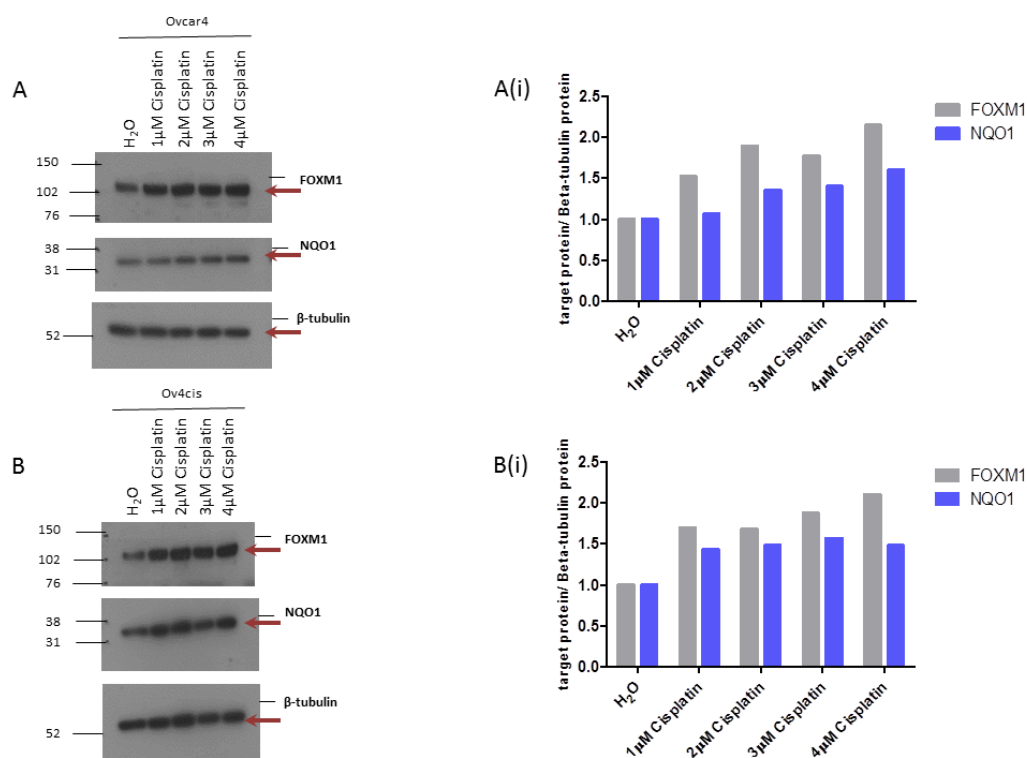 Ovcar4
A
H₂O
1µM Cisplatin
2µM Cisplatin
3µM Cisplatin
4µM Cisplatin
150
102
76
FOXM1
38
31
NQO1
52
β-tubulin
A(i)
target protein/ Beta-tubulin protein
2.5
2.0
1.5
1.0
0.5
0.0
H₂O
1µM Cisplatin
2µM Cisplatin
3µM Cisplatin
4µM Cisplatin
FOXM1
NQO1
Ov4cis
B
H₂O
1µM Cisplatin
2µM Cisplatin
3µM Cisplatin
4µM Cisplatin
150
102
76
FOXM1
38
31
NQO1
52
β-tubulin
B(i)
target protein/ Beta-tubulin protein
2.5
2.0
1.5
1.0
0.5
0.0
H₂O
1µM Cisplatin
2µM Cisplatin
3µM Cisplatin
4µM Cisplatin
FOXM1
NQO1